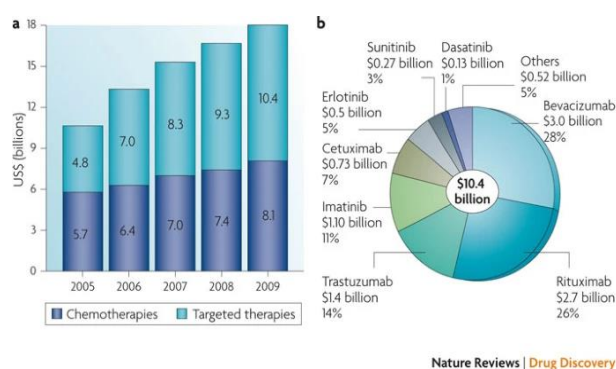 a
US$ (billions)
18
15
12
9
6
3
0
4.8
7.0
8.3
9.3
10.4
5.7
6.4
7.0
7.4
8.1
2005
2006
2007
2008
2009
Chemotherapies
Targeted therapies
b
Sunitinib
$0.27 billion
3%
Dasatinib
$0.13 billion
1%
Others
$0.52 billion
5%
Bevacizumab
$3.0 billion
28%
Erlotinib
$0.5 billion
5%
Cetuximab
$0.73 billion
7%
$10.4
billion
Imatinib
$1.10 billion
11%
Trastuzumab
$1.4 billion
14%
Rituximab
$2.7 billion
26%
Nature Reviews | Drug Discovery